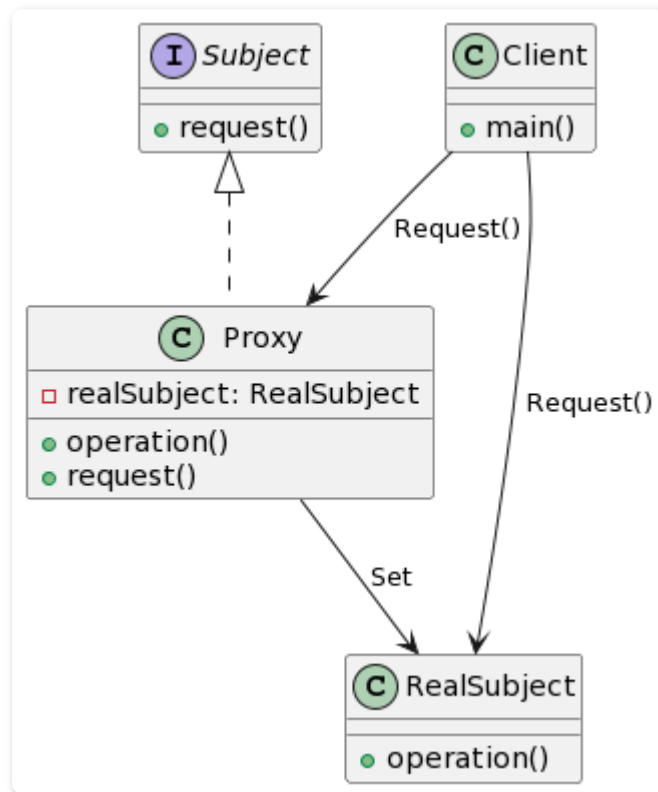 I Subject
request()
C Client
main()
Request()
C Proxy
realSubject: RealSubject
operation()
request()
Request()
Set
C RealSubject
operation()